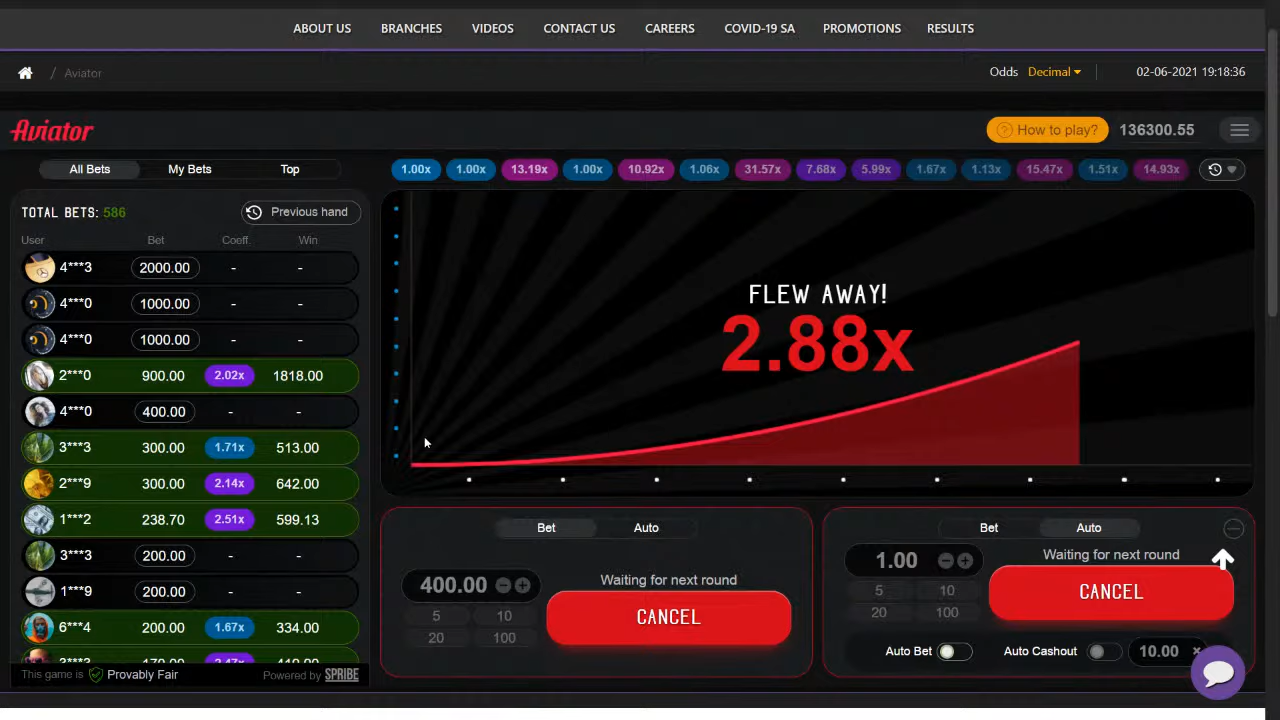 ABOUT US BRANCHES VIDEOS CONTACT US CAREERS COVID-19 SA PROMOTIONS RESULTS
/ Aviator Odds Decimal 02-06-2021 19:18:36
Aviator ? How to play? 136300.55
All Bets My Bets Top 1.00x 1.00x 13.19x 1.00x 10.92x 1.06x 31.57x 7.68x 5.99x 1.67x 1.13x 15.47x 1.51x 14.93x
TOTAL BETS: 586 Previous hand
User Bet Coeff. Win
4***3 2000.00 - -
4***0 1000.00 - -
4***0 1000.00 - -
2***0 900.00 2.02x 1818.00
4***0 400.00 - -
3***3 300.00 1.71x 513.00
2***9 300.00 2.14x 642.00
1***2 238.70 2.51x 599.13
3***3 200.00 - -
1***9 200.00 - -
6***4 200.00 1.67x 334.00
This game is Provably Fair Powered by SPRIBE
FLEW AWAY!
2.88x
Bet Auto
400.00 - +
5 10
20 100
Waiting for next round
CANCEL
Bet Auto
1.00 - +
5 10
20 100
Waiting for next round
CANCEL
Auto Bet Auto Cashout 10.00 ×